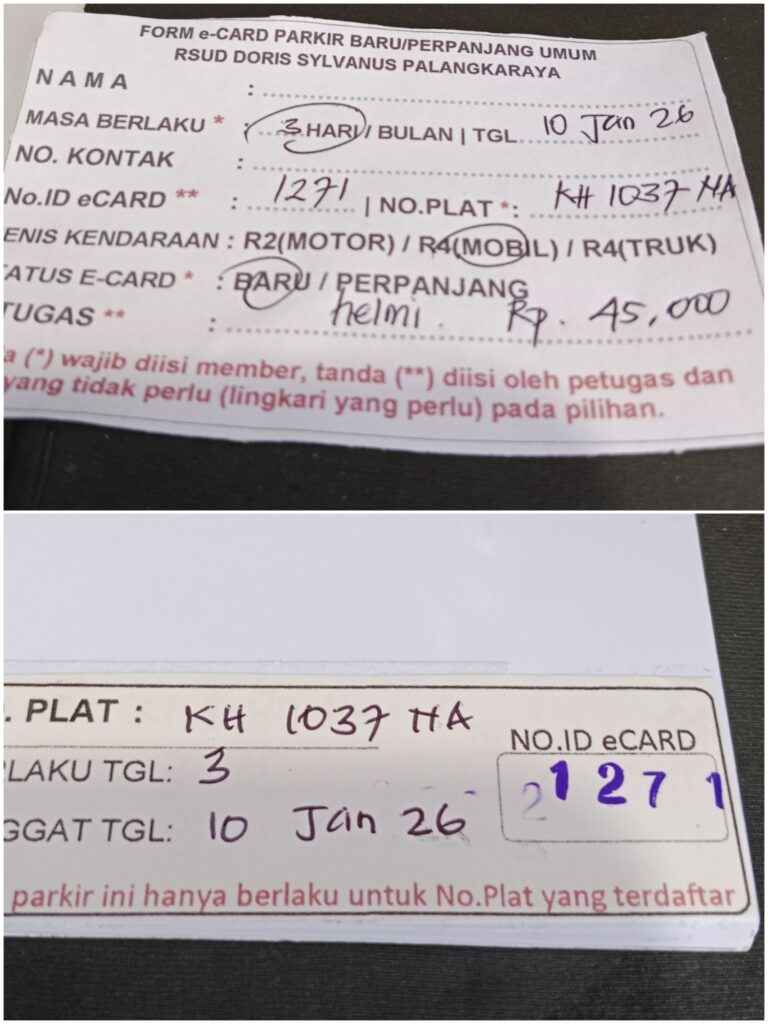 FORM e-CARD PARKIR BARU/PERPANJANG UMUM
RSUD DORIS SYLVANUS PALANGKARAYA
NAMA :
MASA BERLAKU * : 3 HARI / BULAN | TGL 10 Jan 26
NO. KONTAK :
No.ID eCARD ** : 1271 | NO.PLAT *: KH 1037 HA
ENIS KENDARAAN : R2(MOTOR) / R4(MOBIL) / R4(TRUK)
ATUS E-CARD * : BARU / PERPANJANG
TUGAS ** : helmi. Rp. 45,000
a (*) wajib diisi member, tanda (**) diisi oleh petugas dan
yang tidak perlu (lingkari yang perlu) pada pilihan.
. PLAT : KH 1037 HA
NO.ID eCARD
LAKU TGL: 3
21271
GGAT TGL: 10 Jan 26
parkir ini hanya berlaku untuk No.Plat yang terdaftar